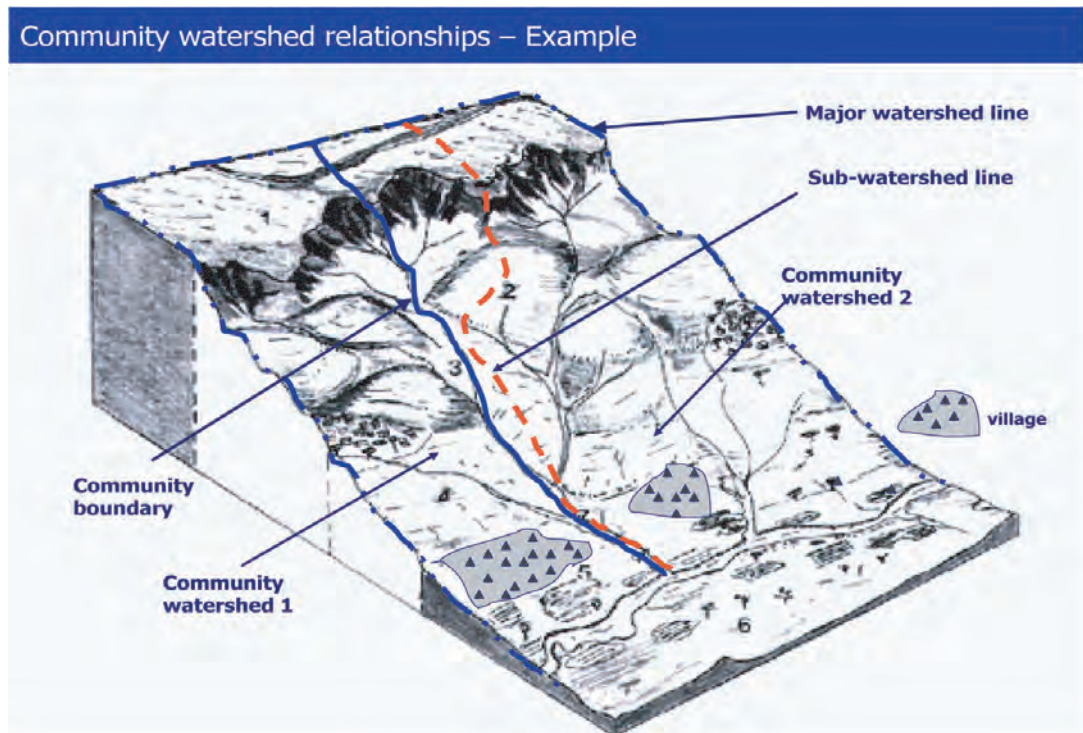 Community watershed relationships – Example
Major watershed line
Sub-watershed line
Community
watershed 2
2
3
village
Community
boundary
4
Community
watershed 1
5
6